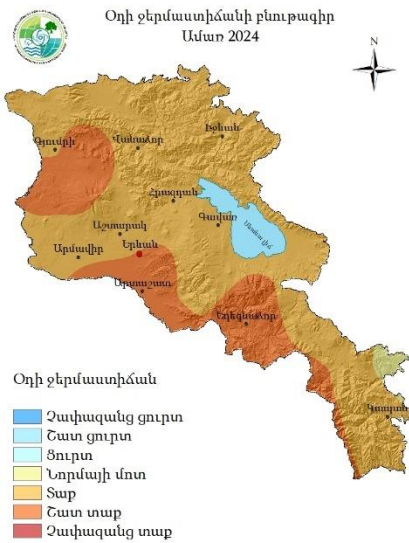 Օդի ջերմաստիճանի բնութագիր
Ամառ 2024
N
Իջևան
Գյումրի
Վանաձոր
Հրազդան
Գավառ
Սևանա լիճ
Աշտարակ
Արմավիր
Երևան
Արտաշատ
Եղեգնաձոր
Կապան
Օդի ջերմաստիճան
Չափազանց ցուրտ
Շատ ցուրտ
Ցուրտ
Նորմայի մոտ
Տաք
Շատ տաք
Չափազանց տաք